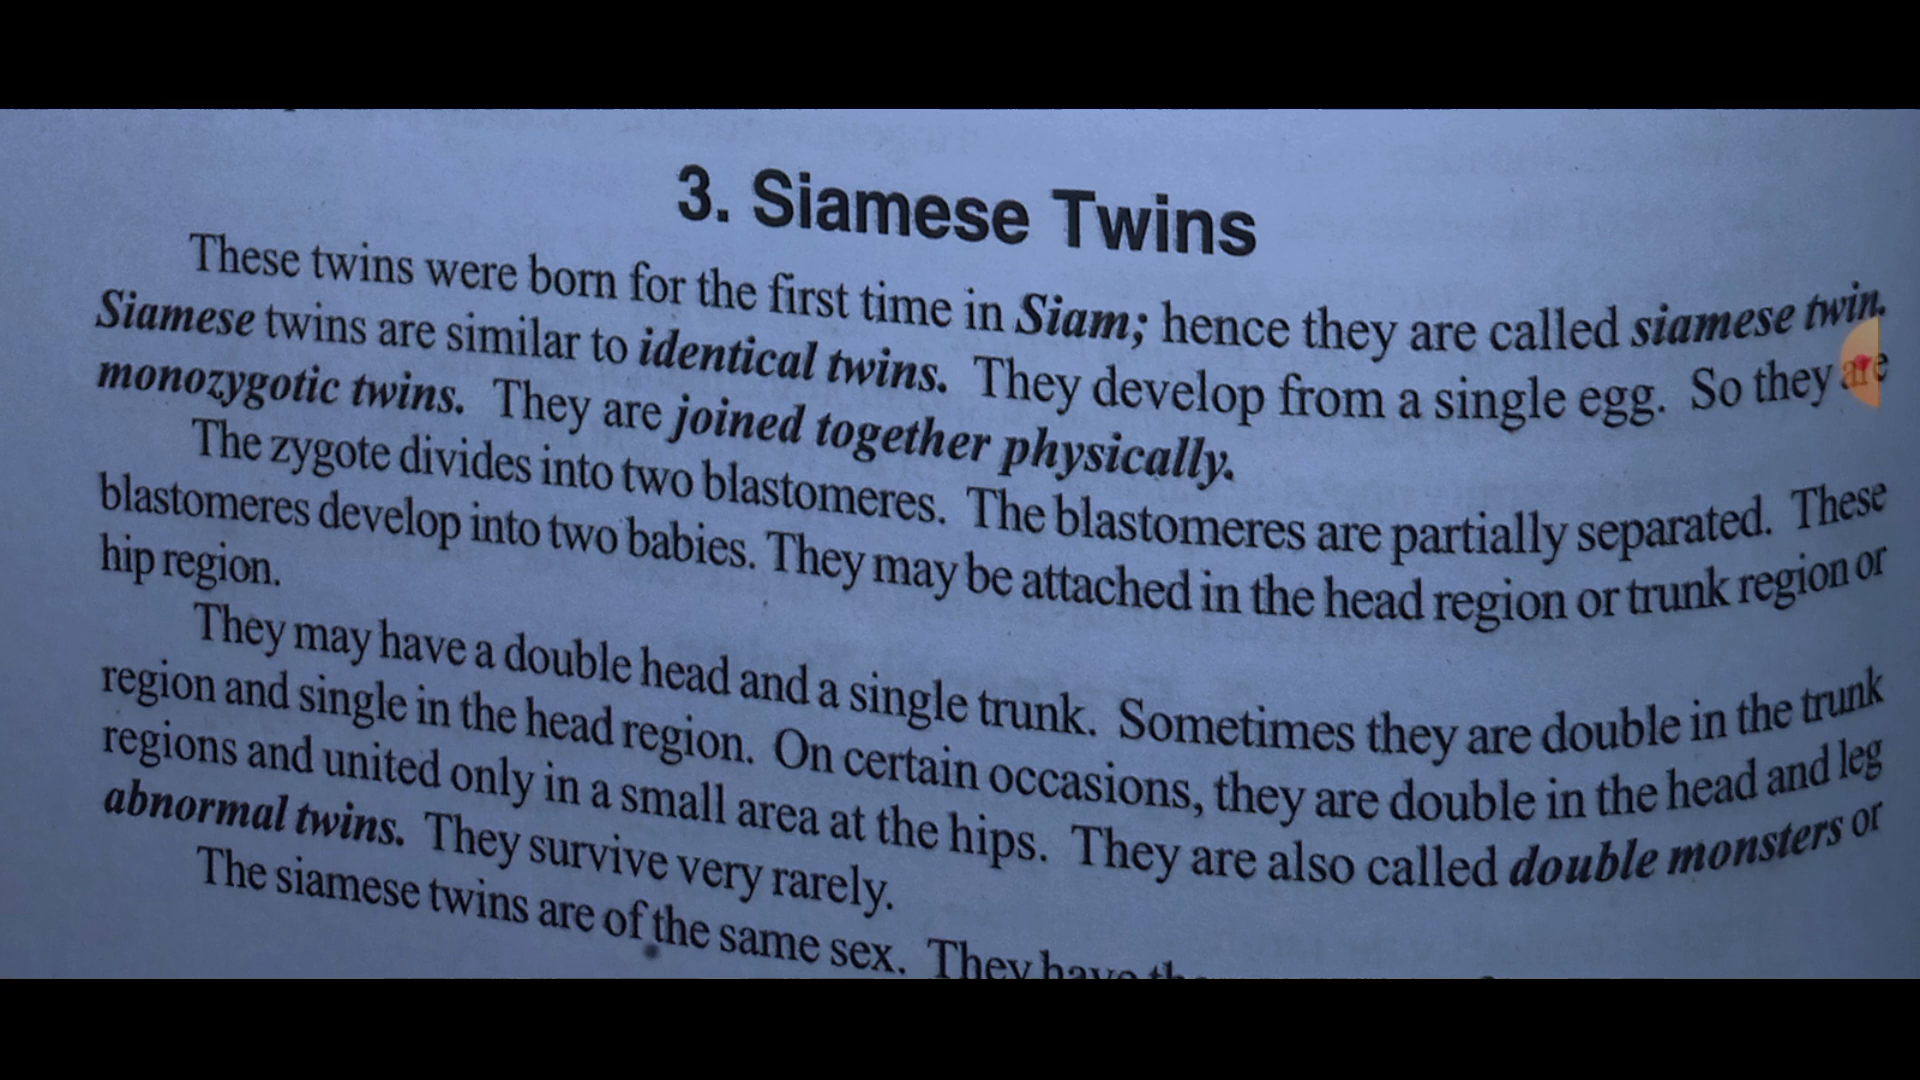 3. Siamese Twins
These twins were born for the first time in Siam; hence they are called siamese twin.
Siamese twins are similar to identical twins. They develop from a single egg. So they are
monozygotic twins. They are joined together physically.
The zygote divides into two blastomeres. The blastomeres are partially separated. These
blastomeres develop into two babies. They may be attached in the head region or trunk region or
hip region.
They may have a double head and a single trunk. Sometimes they are double in the trunk
region and single in the head region. On certain occasions, they are double in the head and leg
regions and united only in a small area at the hips. They are also called double monsters or
abnormal twins. They survive very rarely.
The siamese twins are of the same sex. They have